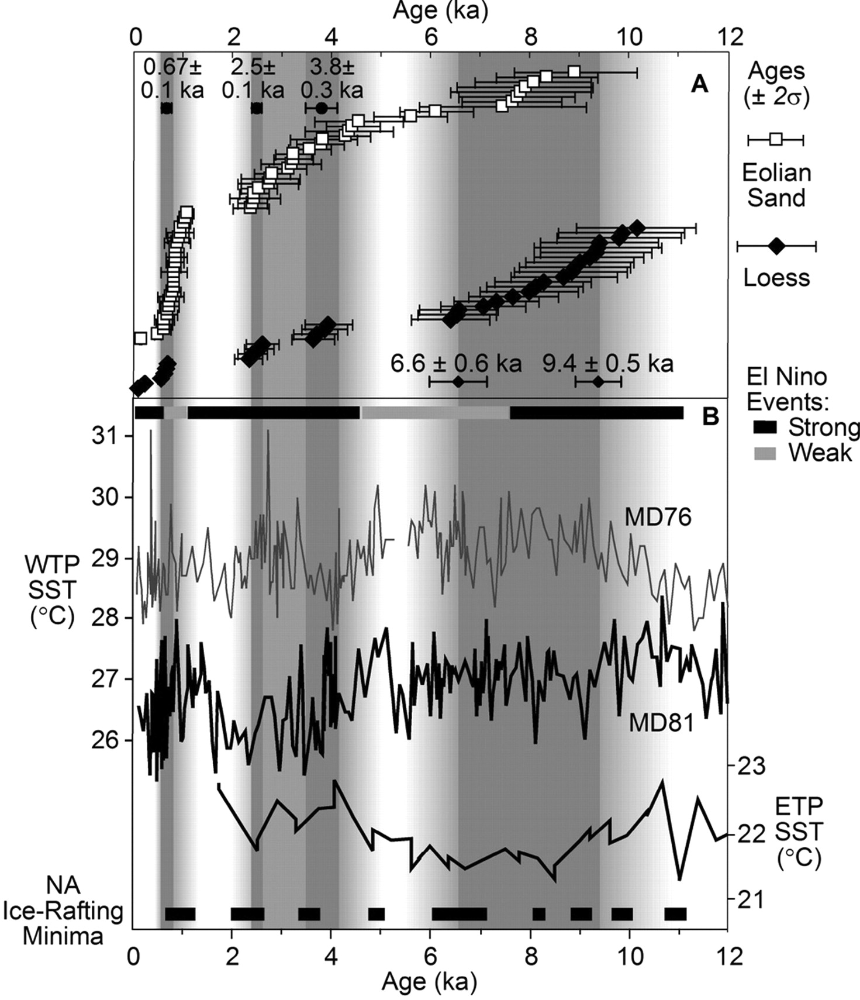 Age (ka)
0 2 4 6 8 10 12
0.67± 2.5± 3.8±
0.1 ka 0.1 ka 0.3 ka
A
Ages
(± 2σ)
Eolian
Sand
Loess
6.6 ± 0.6 ka 9.4 ± 0.5 ka
El Nino
Events:
Strong
Weak
B
31
30
29
28
27
26
WTP
SST
(°C)
MD76
MD81
23
22
21
ETP
SST
(°C)
NA
Ice-Rafting
Minima
0 2 4 6 8 10 12
Age (ka)